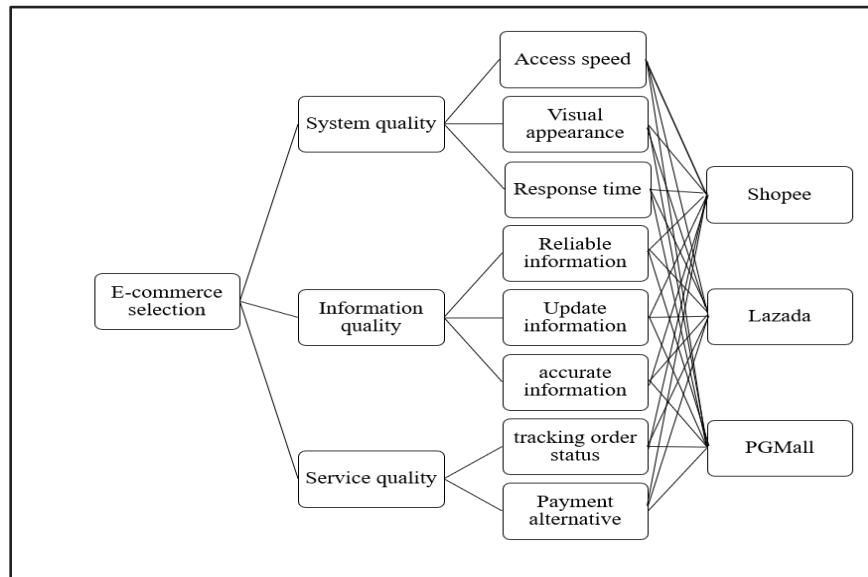 E-commerce
selection
System quality
Information
quality
Service quality
Access speed
Visual
appearance
Response time
Reliable
information
Update
information
accurate
information
tracking order
status
Payment
alternative
Shopee
Lazada
PGMall